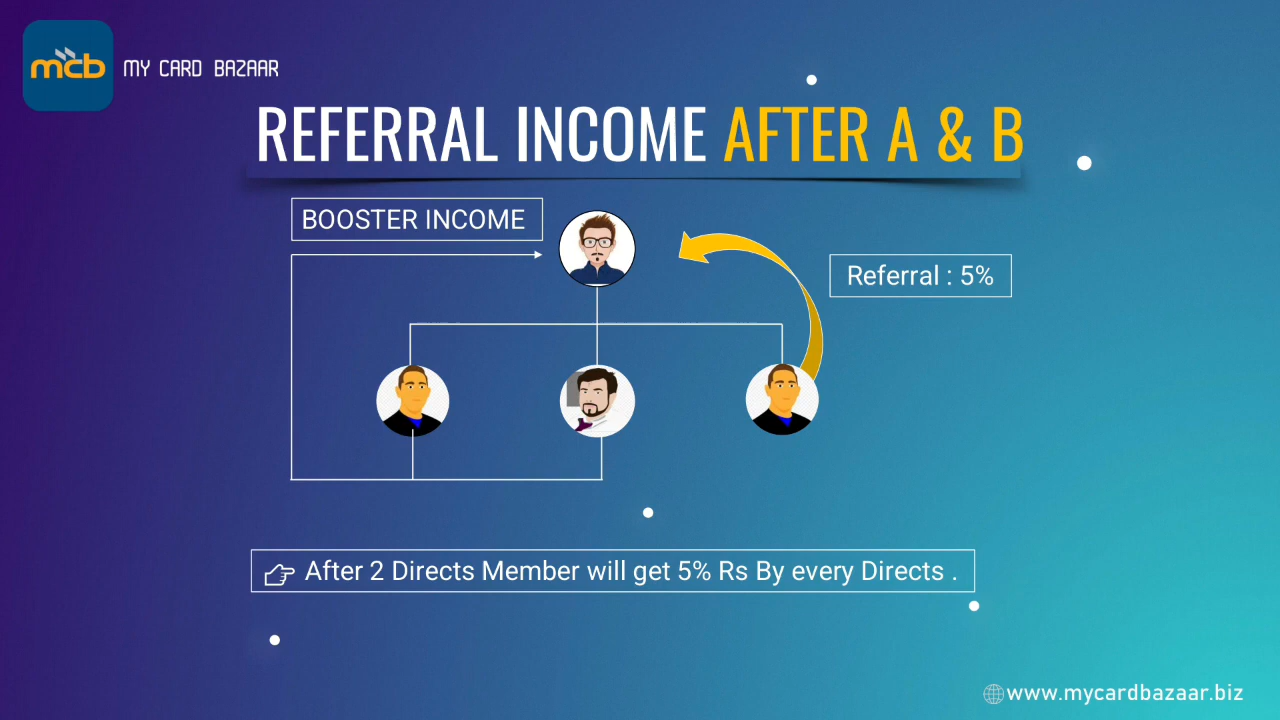 mcb MY CARD BAZAAR
REFERRAL INCOME AFTER A & B
BOOSTER INCOME
Referral : 5%
After 2 Directs Member will get 5% Rs By every Directs .
www.mycardbazaar.biz